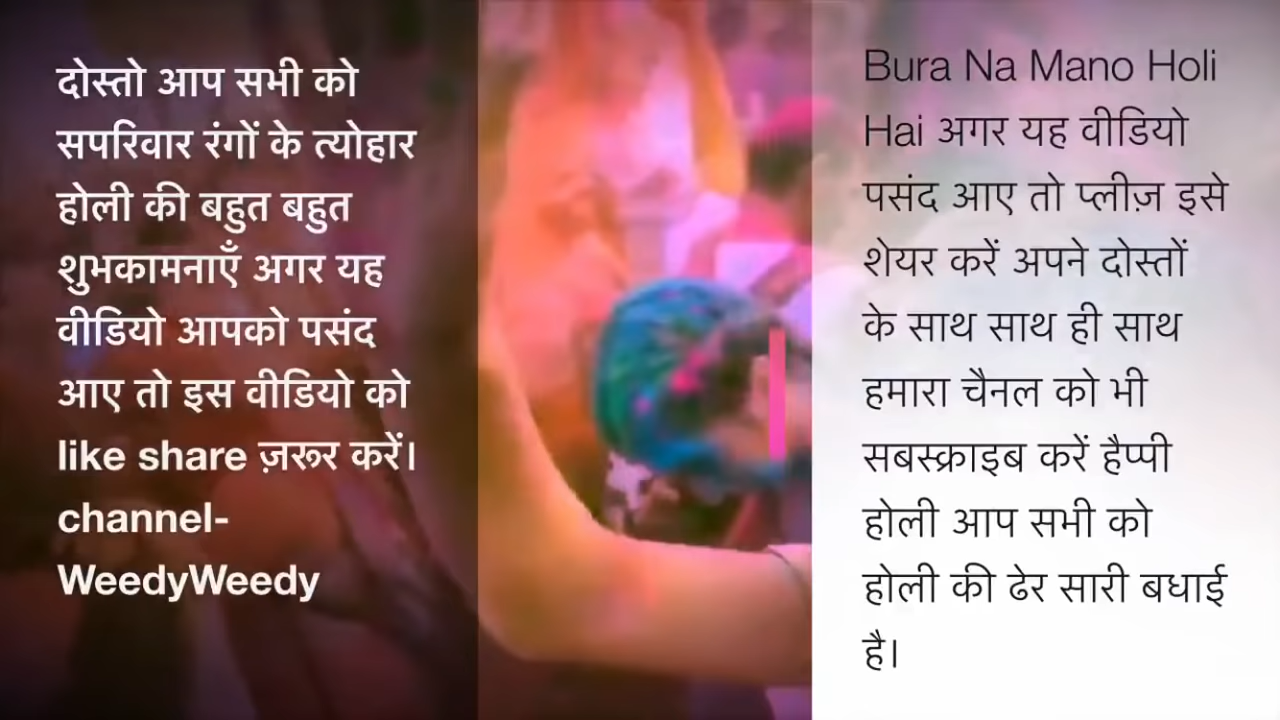 दोस्तो आप सभी को
सपरिवार रंगों के त्योहार
होली की बहुत बहुत
शुभकामनाएँ अगर यह
वीडियो आपको पसंद
आए तो इस वीडियो को
like share ज़रूर करें।
channel-
WeedyWeedy
Bura Na Mano Holi
Hai अगर यह वीडियो
पसंद आए तो प्लीज़ इसे
शेयर करें अपने दोस्तों
के साथ साथ ही साथ
हमारा चैनल को भी
सबस्क्राइब करें हैप्पी
होली आप सभी को
होली की ढेर सारी बधाई
है।